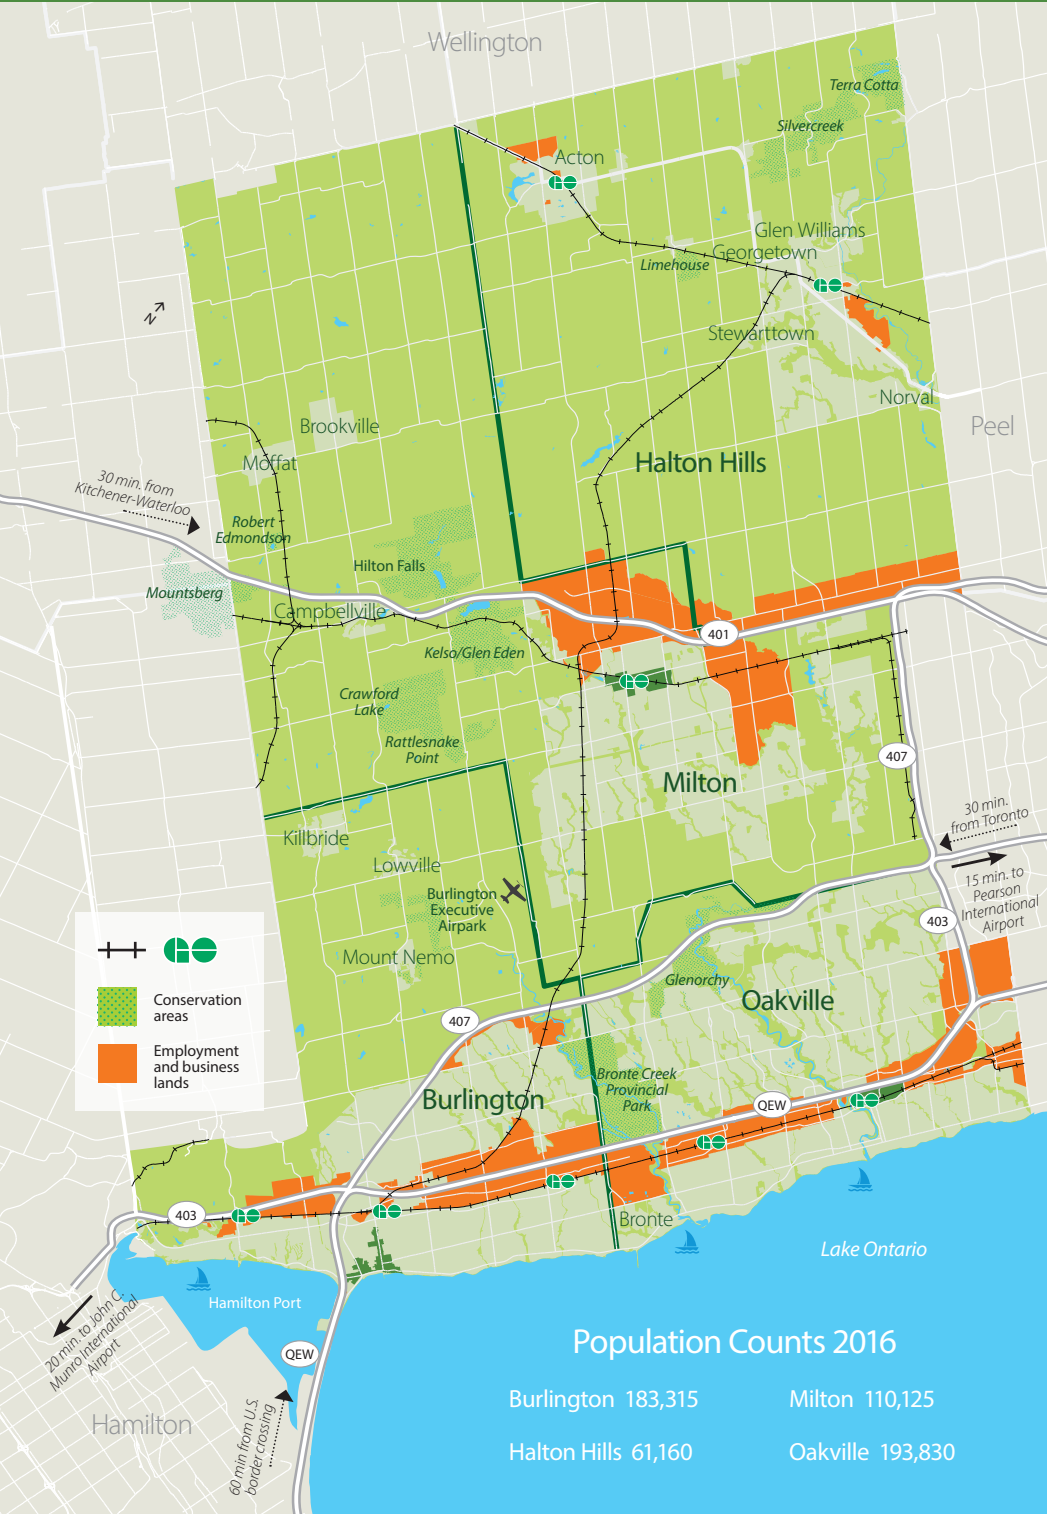 Wellington
Terra Cotta
Silvercreek
Acton
Glen Williams
Georgetown
Limehouse
N
Stewarttown
Norval
Peel
Brookville
Moffat
Halton Hills
30 min. from
Kitchener-Waterloo
Robert
Edmondson
Hilton Falls
Mountsberg
Campbellville
401
Kelso/Glen Eden
Crawford
Lake
Rattlesnake
Point
407
Milton
30 min.
from Toronto
Killbride
Lowville
15 min. to
Pearson
International
Airport
Burlington
Executive
Airpark
403
GO
Mount Nemo
Glenorchy
Oakville
Conservation
areas
407
Employment
and business
lands
Bronte Creek
Provincial
Park
Burlington
QEW
403
Bronte
Lake Ontario
Hamilton Port
20 min. to John C.
Munro International
Airport
QEW
Population Counts 2016
Burlington 183,315
Milton 110,125
Halton Hills 61,160
Oakville 193,830
Hamilton
60 min from U.S.
border crossing